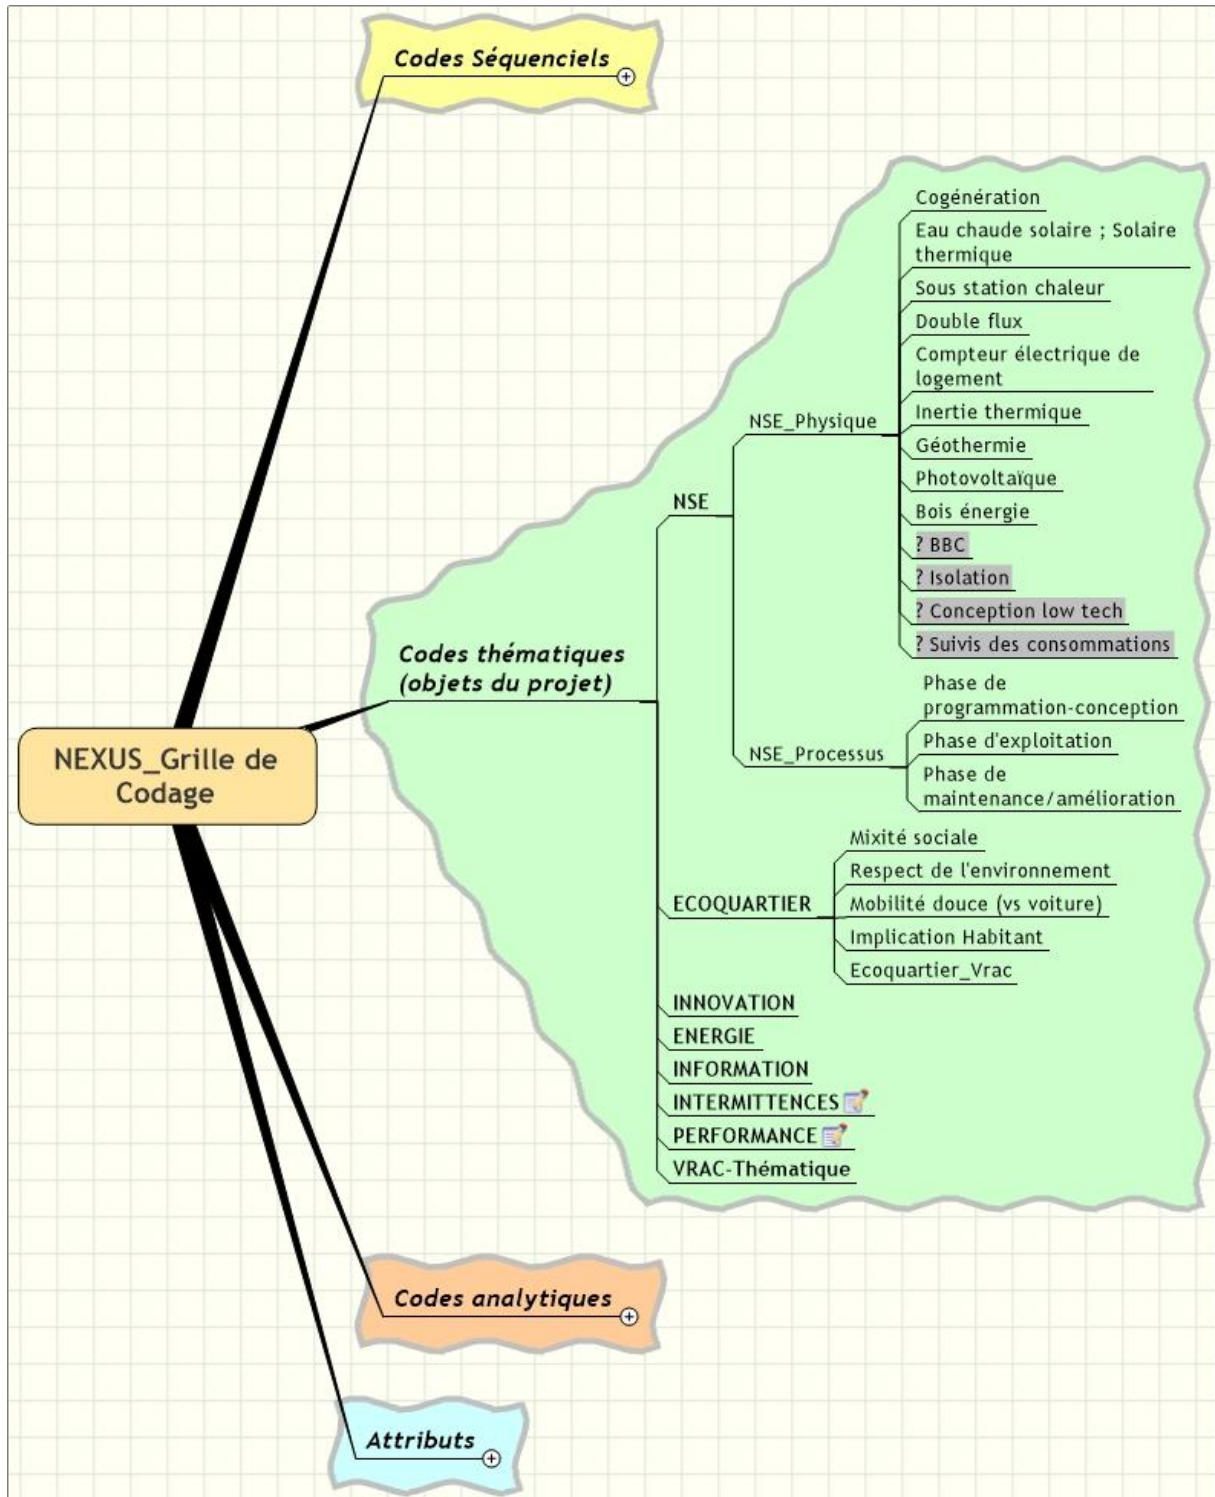 Codes Séquenciels
Cogénération
Eau chaude solaire ; Solaire
thermique
Sous station chaleur
Double flux
Compteur électrique de
logement
Inertie thermique
NSE_Physique
Géothermie
Photovoltaïque
NSE
Bois énergie
? BBC
? Isolation
? Conception low tech
? Suivis des consommations
Codes thématiques
(objets du projet)
Phase de
programmation-conception
Phase d'exploitation
NSE_Processus
Phase de
maintenance/amélioration
NEXUS_Grille de
Codage
Mixité sociale
Respect de l'environnement
ECOQUARTIER
Mobilité douce (vs voiture)
Implication Habitant
Ecoquartier_Vrac
INNOVATION
ENERGIE
INFORMATION
INTERMITTENCES
PERFORMANCE
VRAC-Thématique
Codes analytiques
Attributs